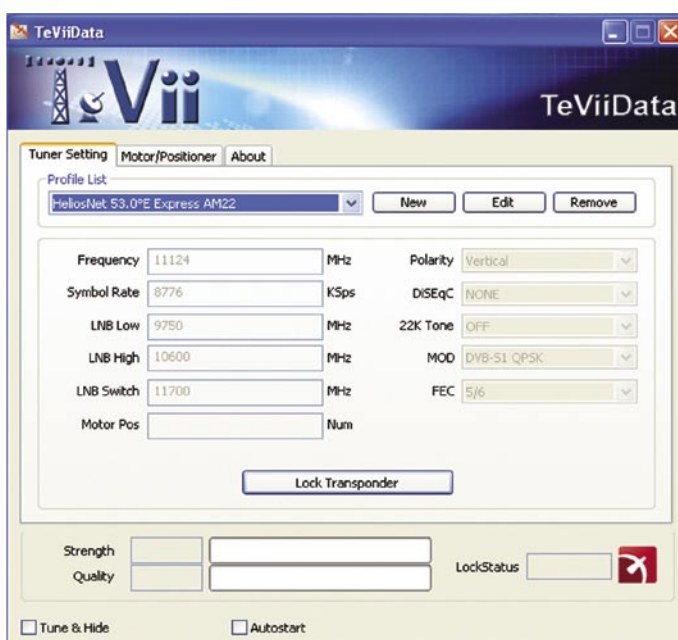 TeViiData
TeVii
TeViiData
Tuner Setting Motor/Positioner About
Profile List
HeliosNet 53.0°E Express AM22 New Edit Remove
Frequency 11124 MHz Polarity Vertical
Symbol Rate 8776 KSps DiSEqC NONE
LNB Low 9750 MHz 22K Tone OFF
LNB High 10600 MHz MOD DVB-S1 QPSK
LNB Switch 11700 MHz FEC 5/6
Motor Pos Num
Lock Transponder
Strength
Quality
LockStatus
Tune & Hide Autostart